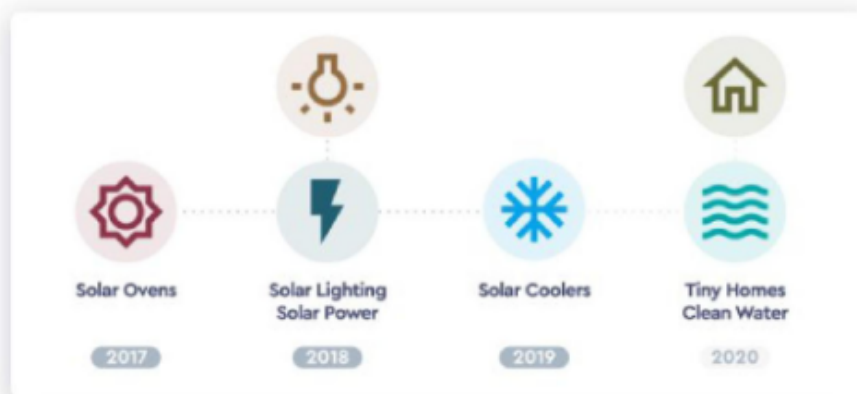 Solar Ovens
2017
Solar Lighting
Solar Power
2018
Solar Coolers
2019
Tiny Homes
Clean Water
2020